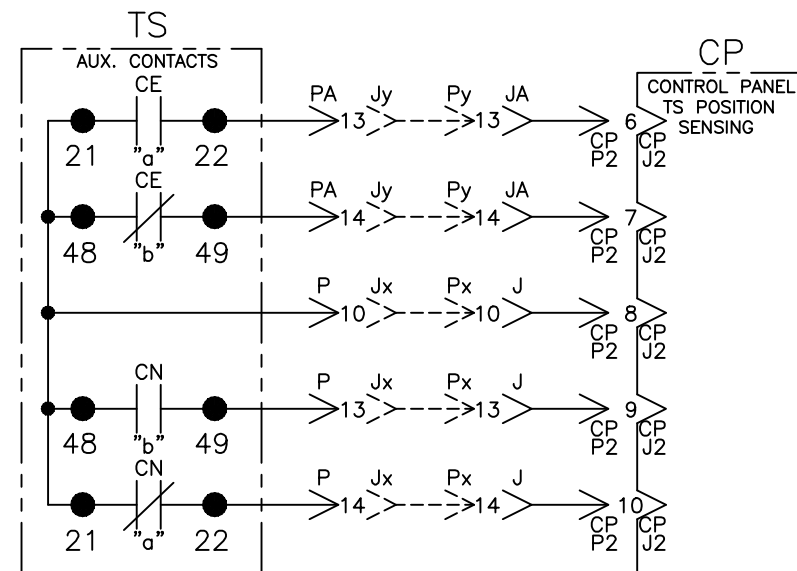 TS
AUX. CONTACTS
CP
CONTROL PANEL
TS POSITION
SENSING
CE
PA Jy Py JA
13 13 6
21 "a" 22
CP P2 CP J2
CE
PA Jy Py JA
14 14 7
48 "b" 49
CP P2 CP J2
P Jx Px J
10 10 8
CP P2 CP J2
CN
P Jx Px J
13 13 9
48 "b" 49
CP P2 CP J2
CN
P Jx Px J
14 14 10
21 "a" 22
CP P2 CP J2